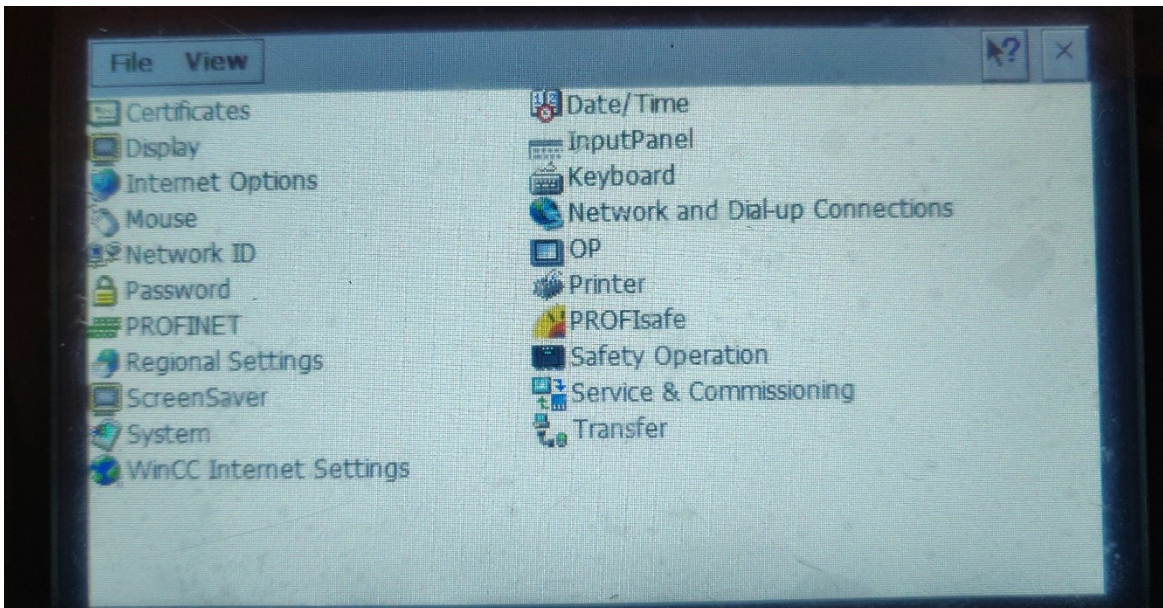 File View ?
Certificates
Display
Internet Options
Mouse
Network ID
Password
PROFINET
Regional Settings
ScreenSaver
System
WinCC Internet Settings
Date/Time
InputPanel
Keyboard
Network and Dial-up Connections
OP
Printer
PROFIsafe
Safety Operation
Service & Commissioning
Transfer